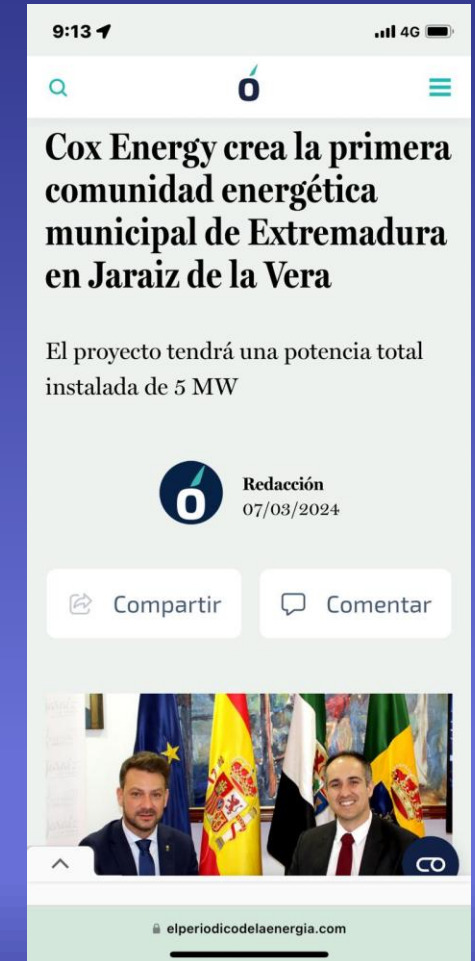 9:13
4G
ó
Cox Energy crea la primera
comunidad energética
municipal de Extremadura
en Jaraiz de la Vera
El proyecto tendrá una potencia total
instalada de 5 MW
ó
Redacción
07/03/2024
Compartir
Comentar
elperiodicodelaenergia.com